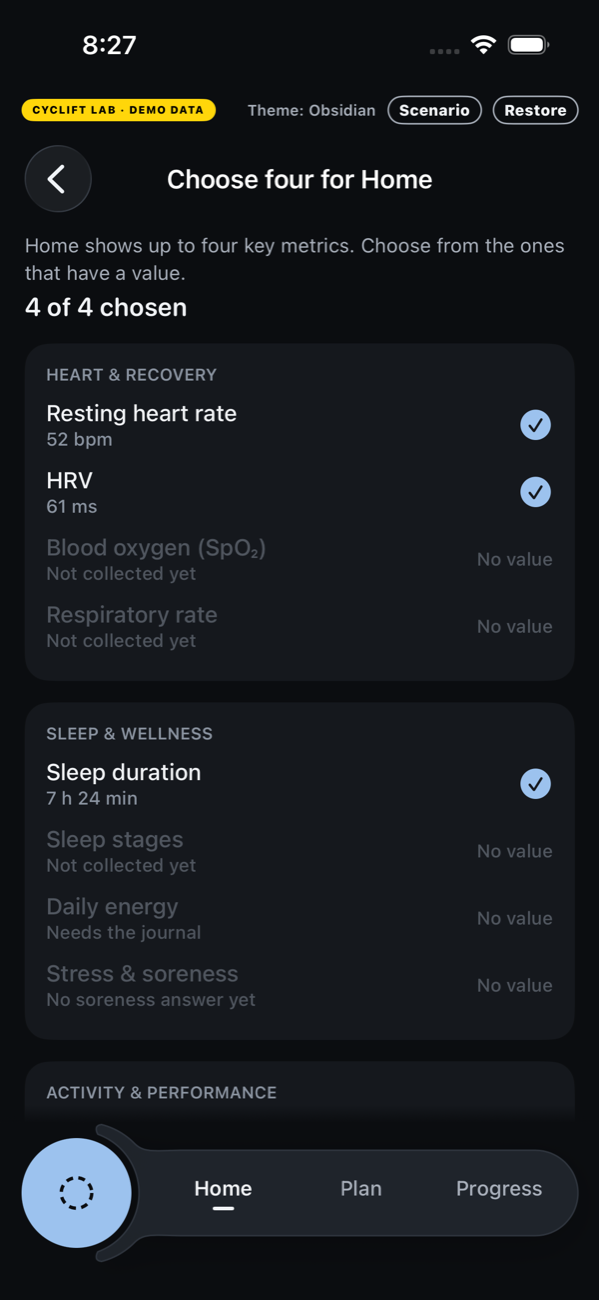 8:27
CYCLIFT LAB · DEMO DATA
Theme: Obsidian
Scenario
Restore
Choose four for Home
Home shows up to four key metrics. Choose from the ones
that have a value.
4 of 4 chosen
HEART & RECOVERY
Resting heart rate
52 bpm
HRV
61 ms
Blood oxygen (SpO₂)
Not collected yet
No value
Respiratory rate
Not collected yet
No value
SLEEP & WELLNESS
Sleep duration
7 h 24 min
Sleep stages
Not collected yet
No value
Daily energy
Needs the journal
No value
Stress & soreness
No soreness answer yet
No value
ACTIVITY & PERFORMANCE
Home
Plan
Progress